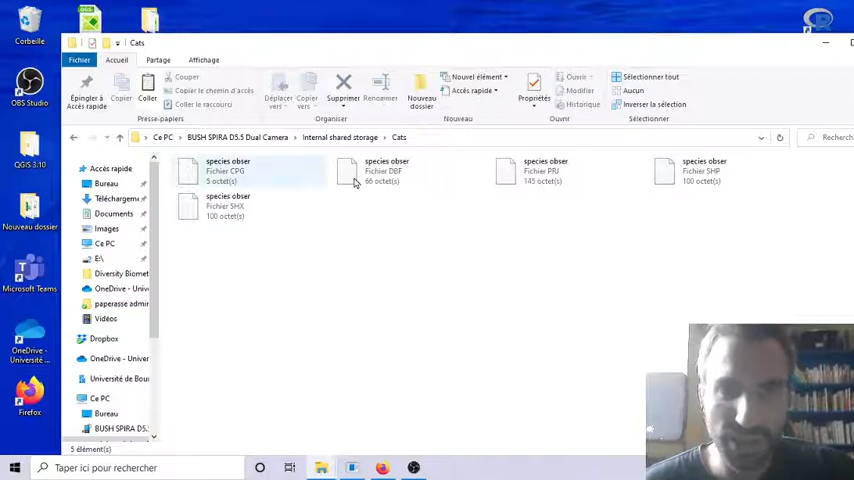 Corbeille
Cats
Fichier
Accueil
Partage
Affichage
Épingler à
Accès rapide
Copier
Coller
Couper
Copier le chemin d'accès
Coller le raccourci
Déplacer
vers
Copier
vers
Supprimer
Renommer
Nouveau
dossier
Nouvel élément
Accès rapide
Propriétés
Ouvrir
Modifier
Historique
Sélectionner tout
Aucun
Inverser la sélection
Presse-papiers
Organiser
Nouveau
Ouvrir
Sélectionner
OBS Studio
Ce PC > BUSH SPIRA D5.5 Dual Camera > Internal shared storage > Cats
Recherch
QGIS 3.10
Nouveau dossier
Microsoft Teams
OneDrive -
Université ...
Firefox
Accès rapide
Bureau
Téléchargem
Documents
Images
Ce PC
E:\
Diversity Biomet
OneDrive - Unive
paperasse admin
Vidéos
Dropbox
OneDrive - Univer
Université de Bour
Ce PC
Bureau
BUSH SPIRA D5.5
species obser
Fichier CPG
5 octet(s)
species obser
Fichier DBF
66 octet(s)
species obser
Fichier PRJ
145 octet(s)
species obser
Fichier SHP
100 octet(s)
species obser
Fichier SHX
100 octet(s)
5 élément(s)
Taper ici pour rechercher